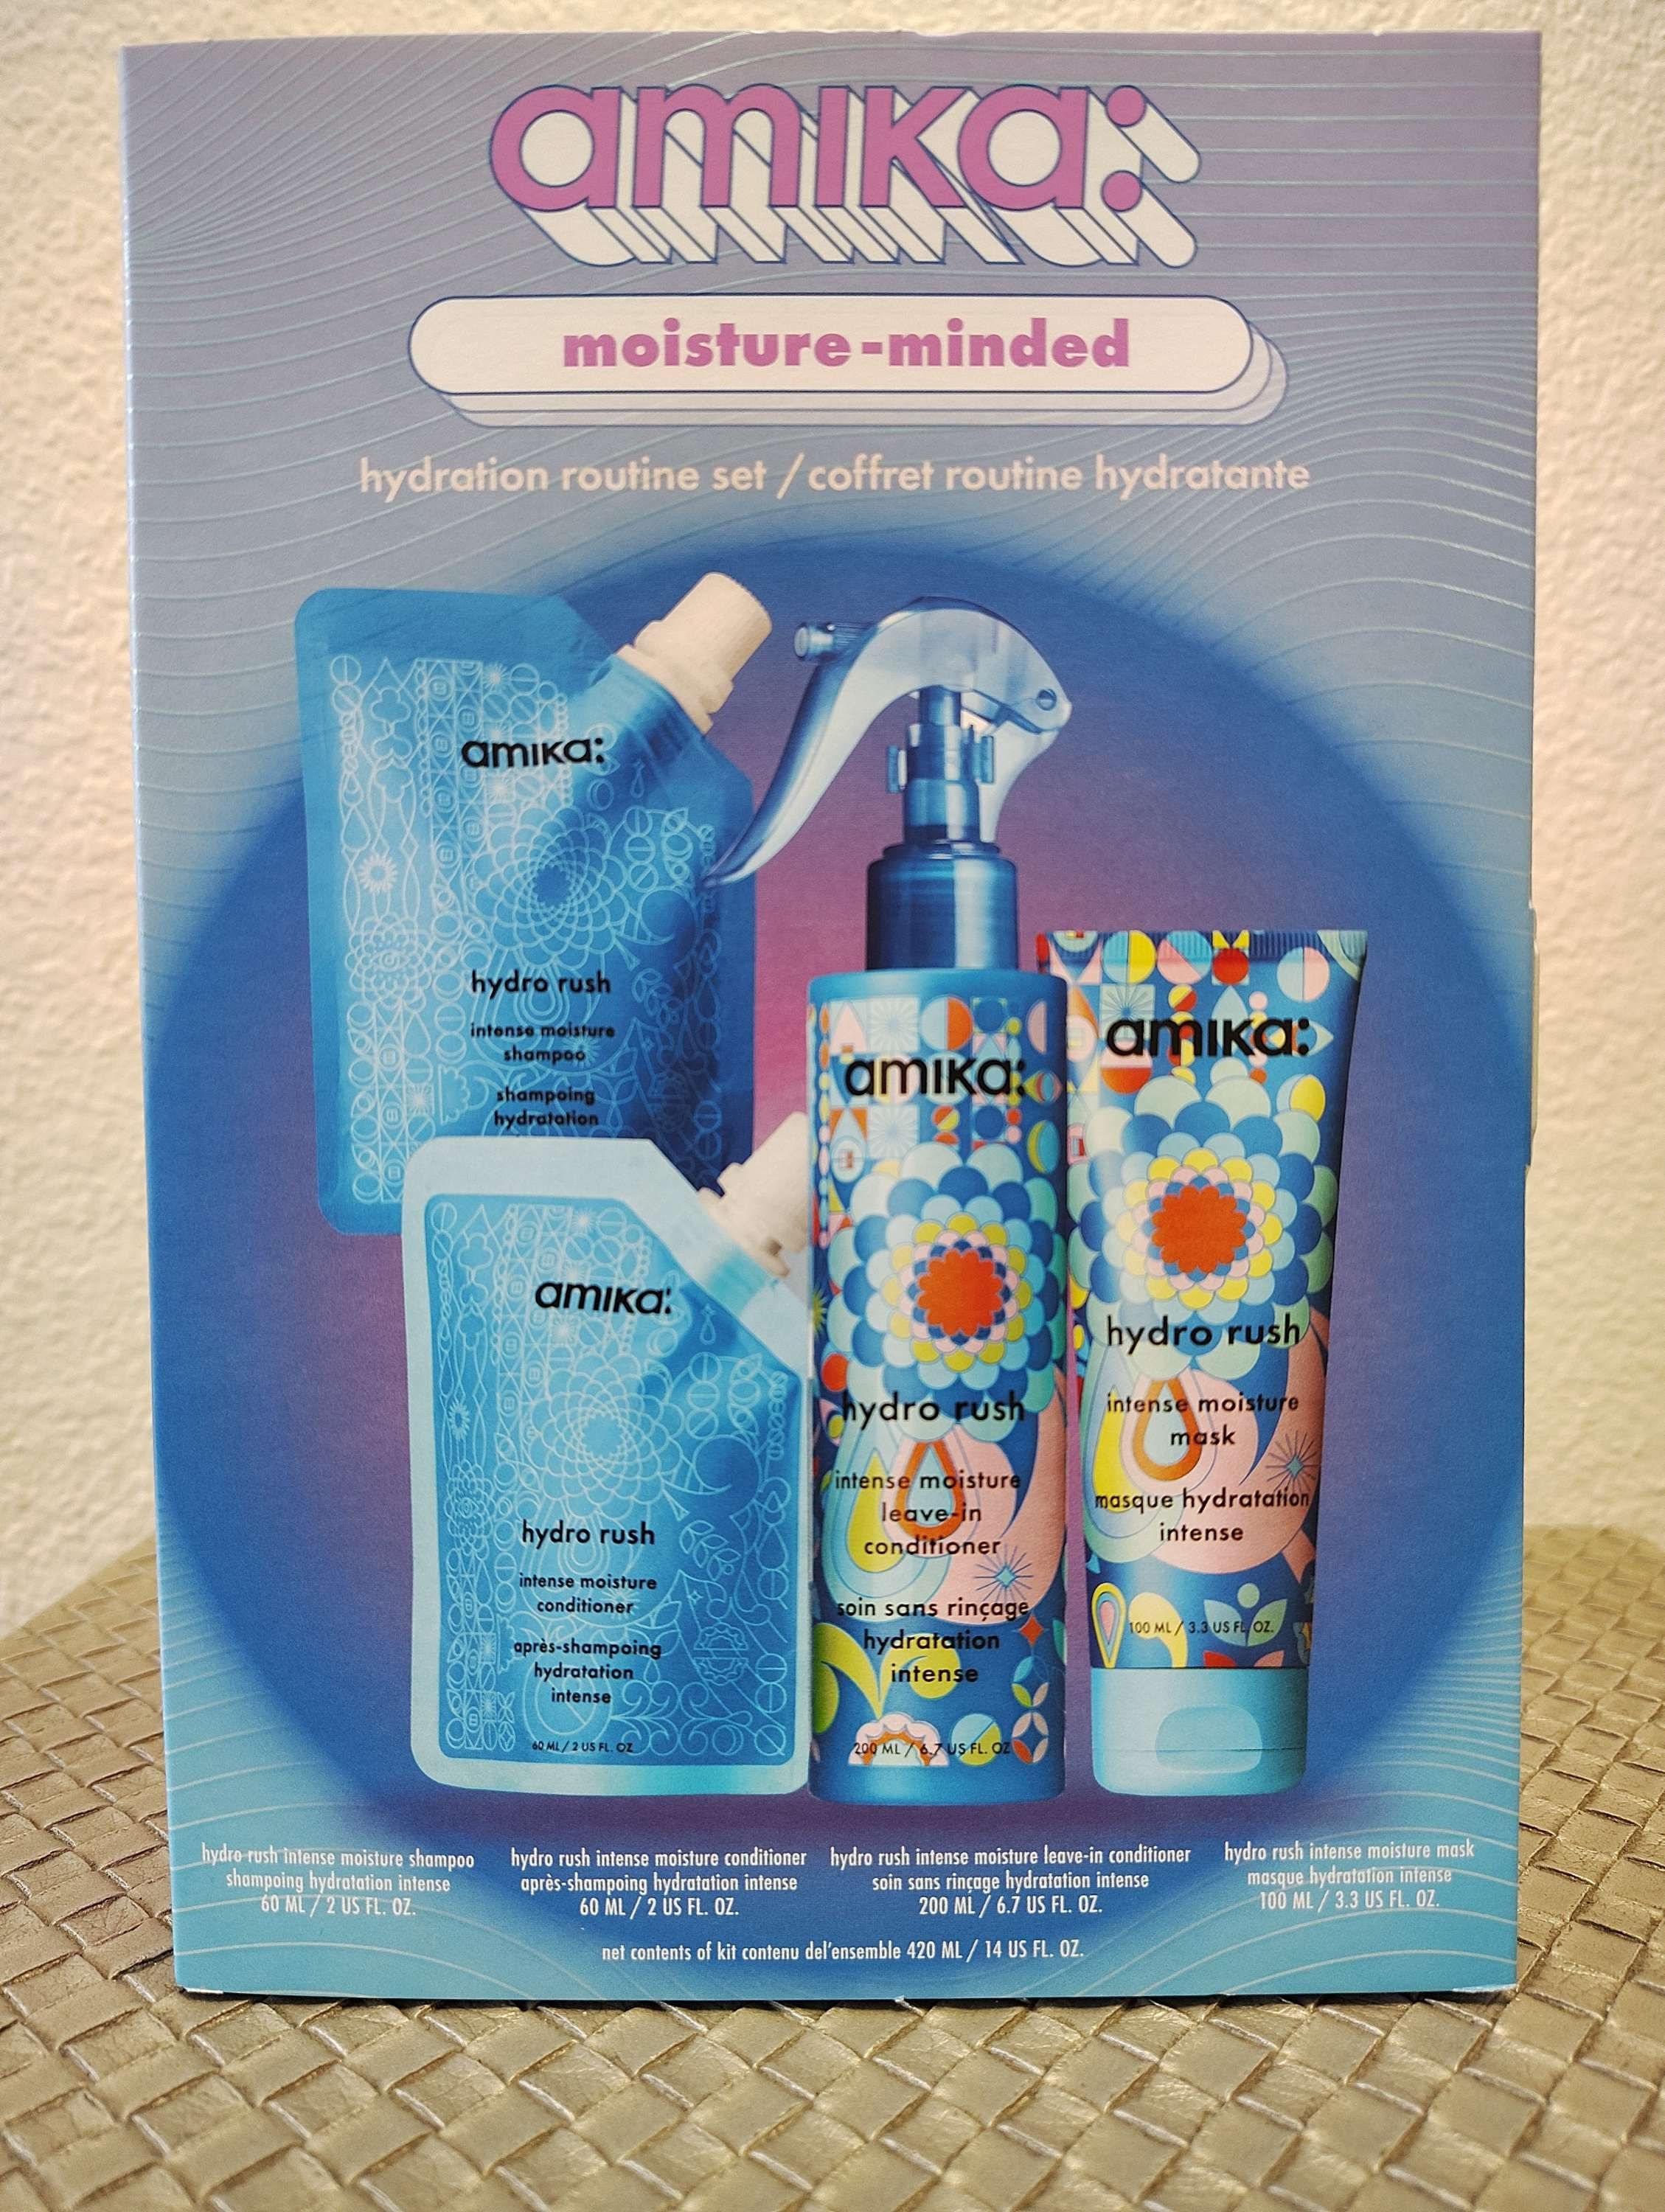 amika:
moisture-minded
hydration routine set / coffret routine hydratante
amika:
hydro rush
intense moisture
shampoo
shampoing
hydratation
amika:
hydro rush
intense moisture
conditioner
après-shampoing
hydratation
intense
60 ML / 2 US FL. OZ
amika:
hydro rush
intense moisture
leave-in
conditioner
soin sans rinçage
hydratation
intense
200 ML / 6.7 US FL. OZ
amika:
hydro rush
intense moisture
mask
masque hydratation
intense
100 ML / 3.3 US FL. OZ.
hydro rush intense moisture shampoo
shampoing hydratation intense
60 ML / 2 US FL. OZ.
hydro rush intense moisture conditioner
après-shampoing hydratation intense
60 ML / 2 US FL. OZ.
hydro rush intense moisture leave-in conditioner
soin sans rinçage hydratation intense
200 ML / 6.7 US FL. OZ.
hydro rush intense moisture mask
masque hydratation intense
100 ML / 3.3 US FL. OZ.
net contents of kit contenu del'ensemble 420 ML / 14 US FL. OZ.